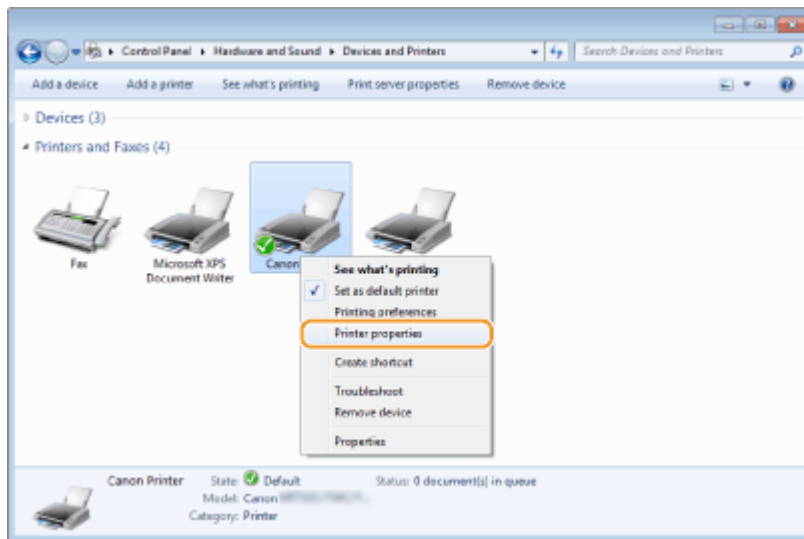 Control Panel ▸ Hardware and Sound ▸ Devices and Printers
Search Devices and Printers
Add a device Add a printer See what's printing Print server properties Remove device
Devices (3)
Printers and Faxes (4)
Fax
Microsoft XPS
Document Writer
Canon
See what's printing
Set as default printer
Printing preferences
Printer properties
Create shortcut
Troubleshoot
Remove device
Properties
Canon Printer State: Default Status: 0 document(s) in queue
Model: Canon
Category: Printer